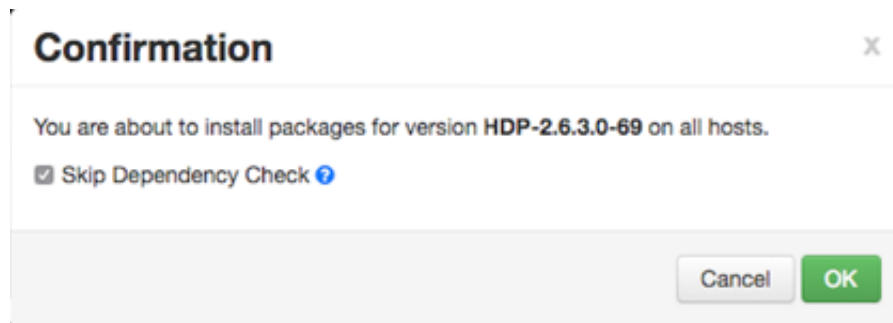 Confirmation
x
You are about to install packages for version HDP-2.6.3.0-69 on all hosts.
Skip Dependency Check ?
Cancel OK